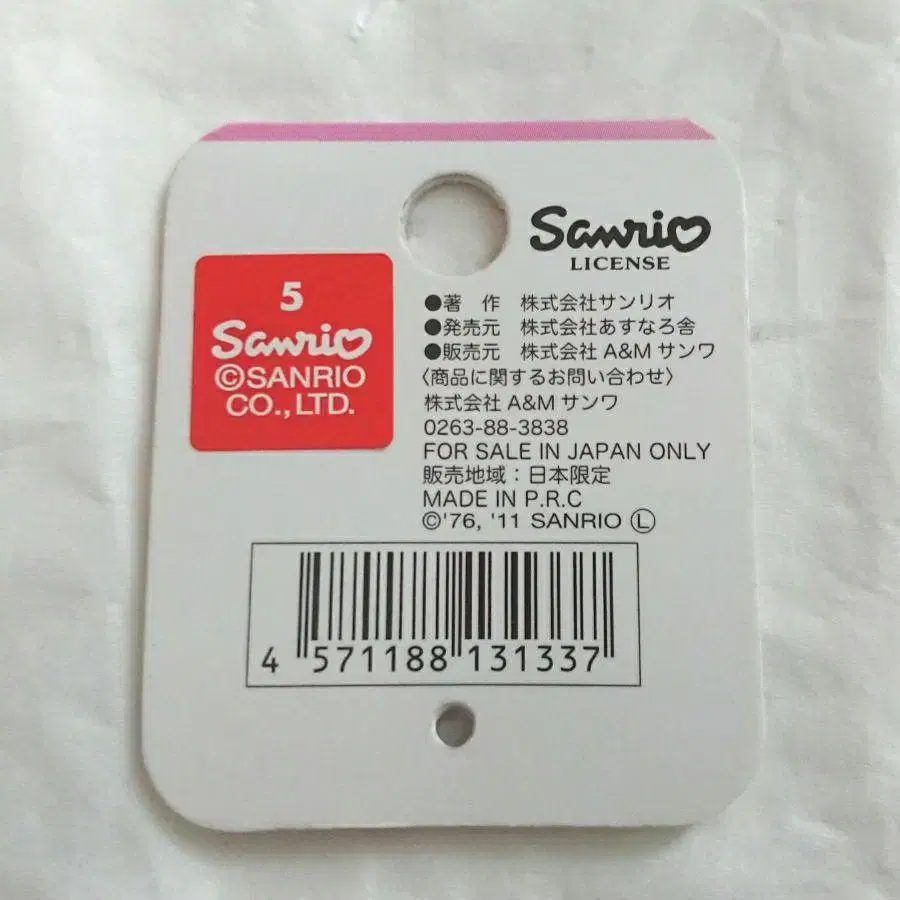 Sanrio
LICENSE
5
Sanrio
©SANRIO
CO., LTD.
●著 作 株式会社サンリオ
●発売元 株式会社あすなろ舎
●販売元 株式会社 A&M サンワ
〈商品に関するお問い合わせ〉
株式会社 A&M サンワ
0263-88-3838
FOR SALE IN JAPAN ONLY
販売地域：日本限定
MADE IN P.R.C
©'76, '11 SANRIO Ⓛ
4 571188 131337